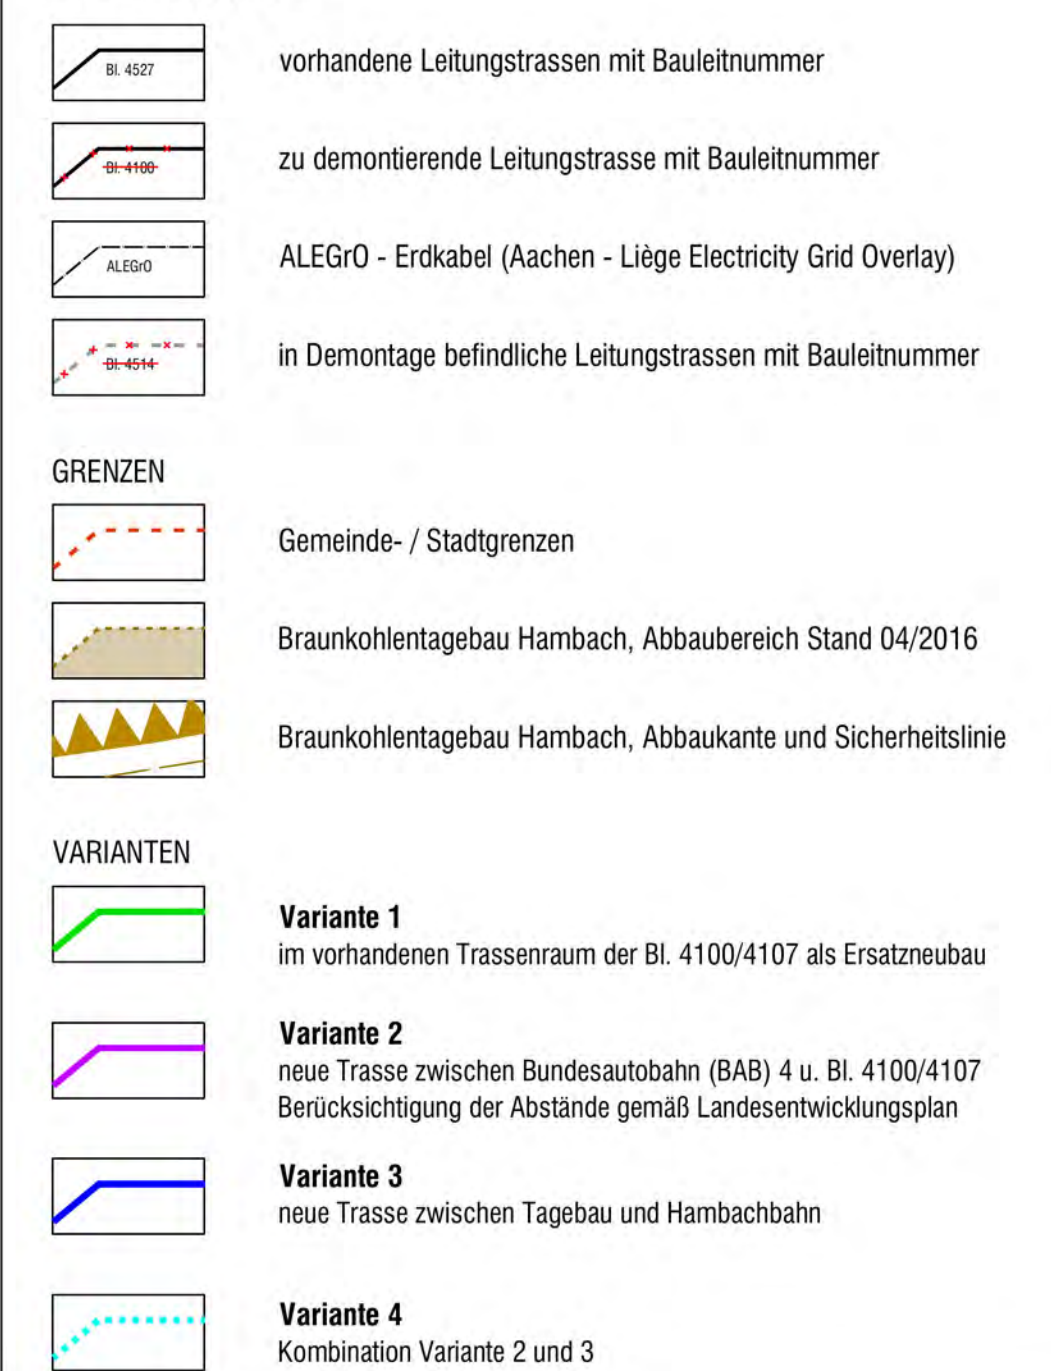 Bl. 4527
vorhandene Leitungstrassen mit Bauleitnummer
Bl. 4100
zu demontierende Leitungstrasse mit Bauleitnummer
ALEGrO
ALEGrO - Erdkabel (Aachen - Liège Electricity Grid Overlay)
Bl. 4514
in Demontage befindliche Leitungstrassen mit Bauleitnummer
GRENZEN
Gemeinde- / Stadtgrenzen
Braunkohlentagebau Hambach, Abbaubereich Stand 04/2016
Braunkohlentagebau Hambach, Abbaukante und Sicherheitslinie
VARIANTEN
Variante 1
im vorhandenen Trassenraum der Bl. 4100/4107 als Ersatzneubau
Variante 2
neue Trasse zwischen Bundesautobahn (BAB) 4 u. Bl. 4100/4107
Berücksichtigung der Abstände gemäß Landesentwicklungsplan
Variante 3
neue Trasse zwischen Tagebau und Hambachbahn
Variante 4
Kombination Variante 2 und 3